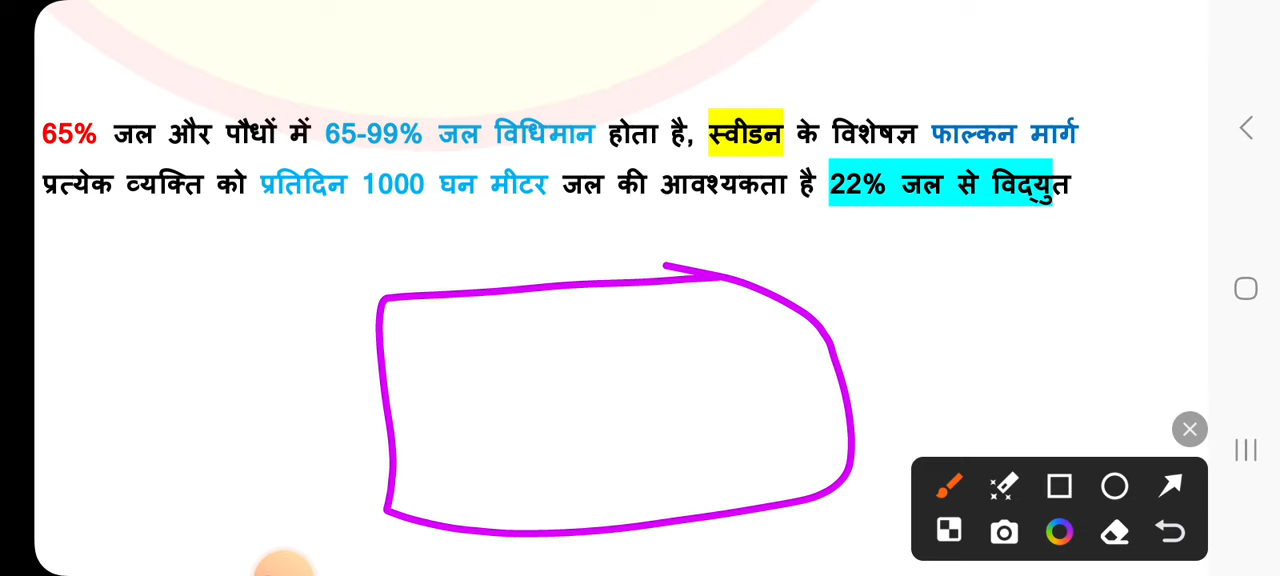 65% जल और पौधों में 65-99% जल विधिमान होता है, स्वीडन के विशेषज्ञ फाल्कन मार्ग
प्रत्येक व्यक्ति को प्रतिदिन 1000 घन मीटर जल की आवश्यकता है 22% जल से विद्युत